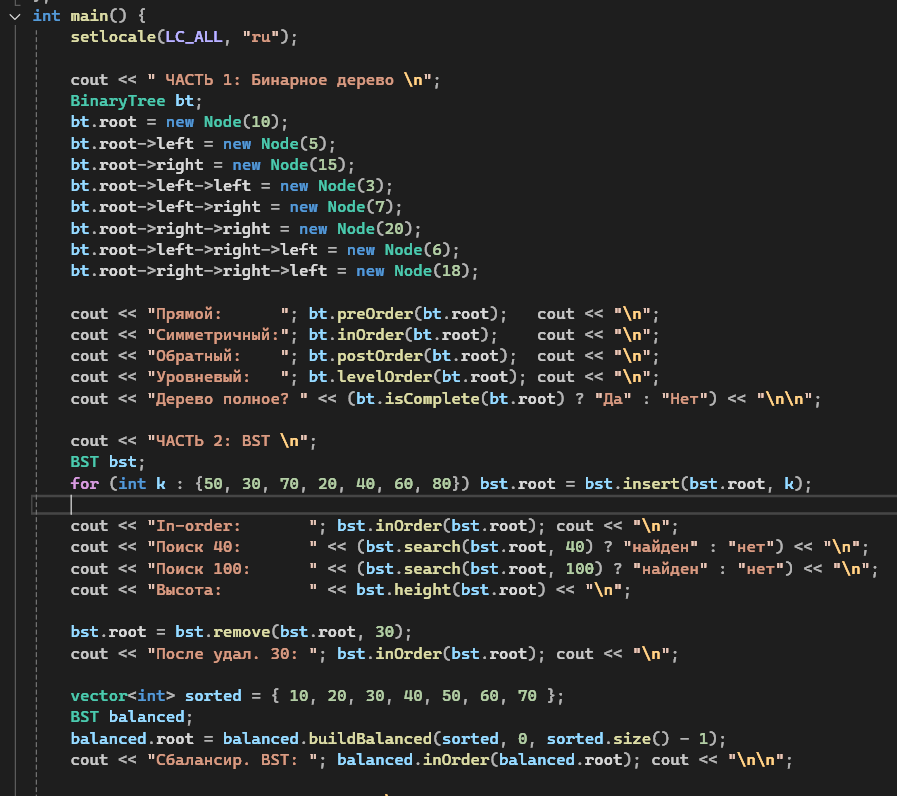 int main() {
setlocale(LC_ALL, "ru");
cout << " ЧАСТЬ 1: Бинарное дерево \n";
BinaryTree bt;
bt.root = new Node(10);
bt.root->left = new Node(5);
bt.root->right = new Node(15);
bt.root->left->left = new Node(3);
bt.root->left->right = new Node(7);
bt.root->right->right = new Node(20);
bt.root->left->right->left = new Node(6);
bt.root->right->right->left = new Node(18);
cout << "Прямой:      "; bt.preOrder(bt.root);   cout << "\n";
cout << "Симметричный:"; bt.inOrder(bt.root);    cout << "\n";
cout << "Обратный:    "; bt.postOrder(bt.root);  cout << "\n";
cout << "Уровневый:   "; bt.levelOrder(bt.root); cout << "\n";
cout << "Дерево полное? " << (bt.isComplete(bt.root) ? "Да" : "Нет") << "\n\n";
cout << "ЧАСТЬ 2: BST \n";
BST bst;
for (int k : {50, 30, 70, 20, 40, 60, 80}) bst.root = bst.insert(bst.root, k);
cout << "In-order:       "; bst.inOrder(bst.root); cout << "\n";
cout << "Поиск 40:       " << (bst.search(bst.root, 40) ? "найден" : "нет") << "\n";
cout << "Поиск 100:      " << (bst.search(bst.root, 100) ? "найден" : "нет") << "\n";
cout << "Высота:         " << bst.height(bst.root) << "\n";
bst.root = bst.remove(bst.root, 30);
cout << "После удал. 30: "; bst.inOrder(bst.root); cout << "\n";
vector<int> sorted = { 10, 20, 30, 40, 50, 60, 70 };
BST balanced;
balanced.root = balanced.buildBalanced(sorted, 0, sorted.size() - 1);
cout << "Сбалансир. BST: "; balanced.inOrder(balanced.root); cout << "\n\n";